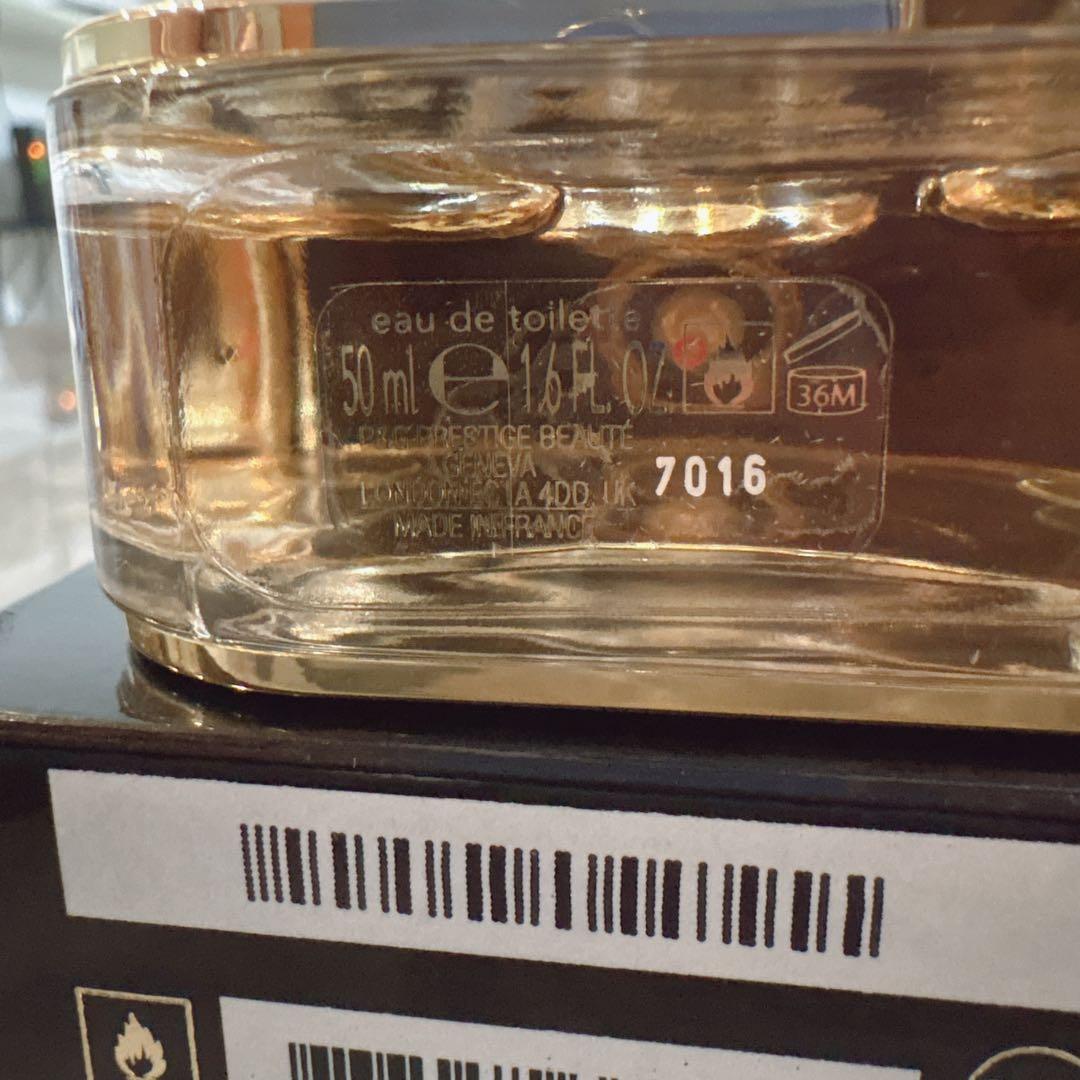 eau de toilette
50 ml e 1.6 FL. OZ.
36M
P&G PRESTIGE BEAUTÉ
GENEVA
7016
LONDON EC1A 4DD, UK
MADE IN FRANCE